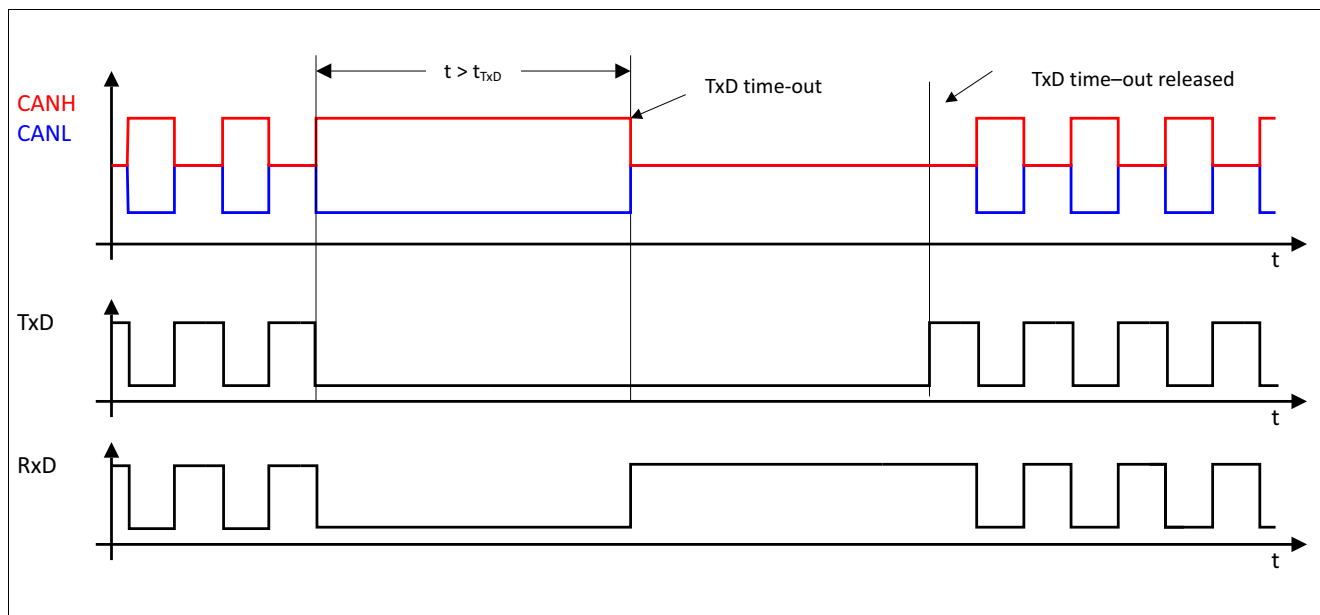 t > tTxD
TxD time-out
TxD time–out released
CANH
CANL
t
TxD
t
RxD
t